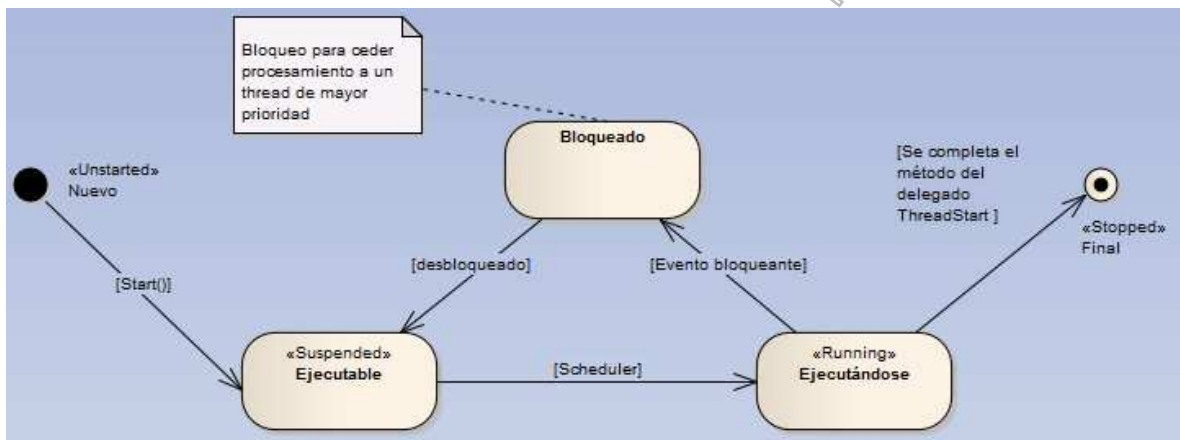 Bloqueo para ceder
procesamiento a un
thread de mayor
prioridad
Bloqueado
«Unstarted»
Nuevo
[Se completa el
método del
delegado
ThreadStart ]
«Stopped»
Final
[desbloqueado]
[Evento bloqueante]
[Start()]
«Suspended»
Ejecutable
[Scheduler]
«Running»
Ejecutándose